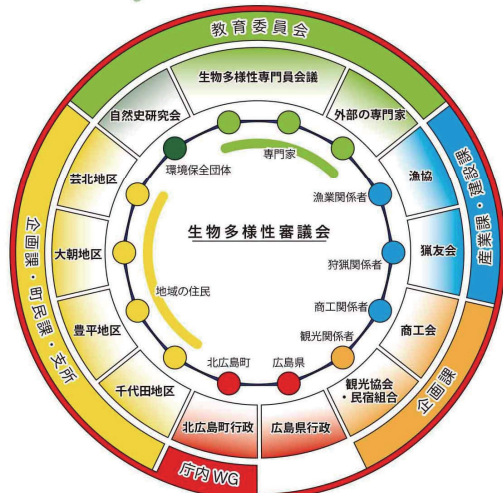 教育委員会
生物多様性専門員会議
自然史研究会
外部の専門家
環境保全団体
専門家
芸北地区
漁協
漁業関係者
産業課・建設課
企画課・町民課・支所
大朝地区
生物多様性審議会
狩猟関係者
猟友会
地域の住民
豊平地区
商工関係者
商工会
観光関係者
千代田地区
北広島町
広島県
観光協会
・民宿組合
企画課
北広島町行政
広島県行政
庁内WG